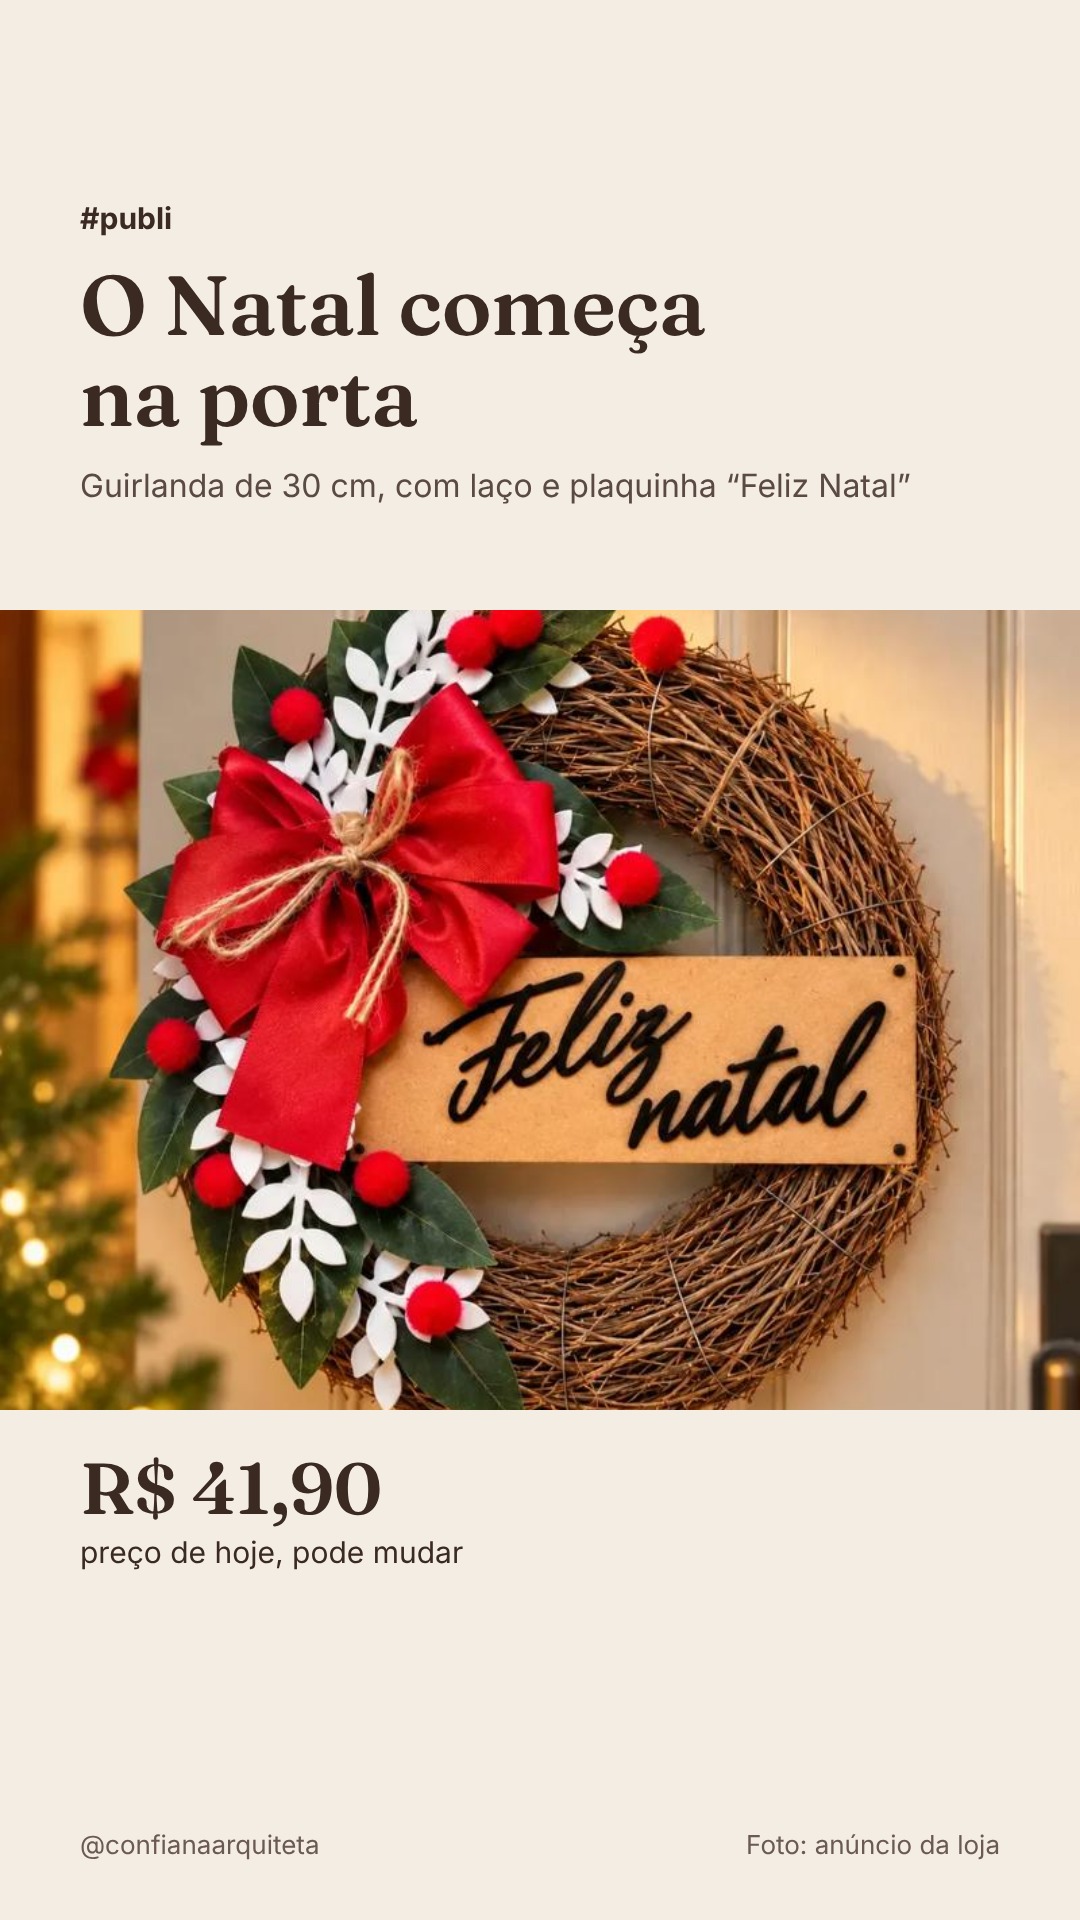 #publi
O Natal começa
na porta
Guirlanda de 30 cm, com laço e plaquinha “Feliz Natal”
Feliz
natal
R$ 41,90
preço de hoje, pode mudar
@confianaarquiteta
Foto: anúncio da loja